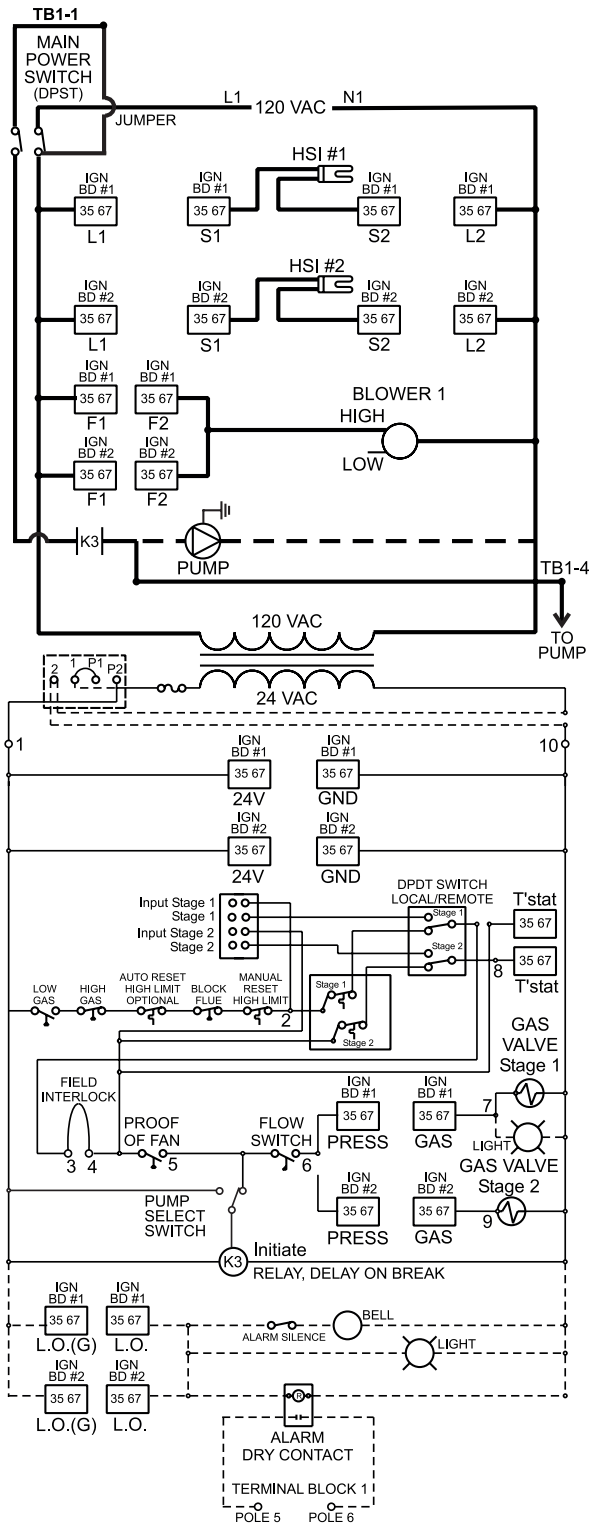 TB1-1
MAIN
POWER
SWITCH
(DPST)
JUMPER
L1
120 VAC
N1
HSI #1
IGN
BD #1
35 67
L1
IGN
BD #1
35 67
S1
IGN
BD #1
35 67
S2
IGN
BD #1
35 67
L2
HSI #2
IGN
BD #2
35 67
L1
IGN
BD #2
35 67
S1
IGN
BD #2
35 67
S2
IGN
BD #2
35 67
L2
IGN
BD #1
35 67
F1
IGN
BD #1
35 67
F2
BLOWER 1
HIGH
LOW
IGN
BD #2
35 67
F1
IGN
BD #2
35 67
F2
K3
PUMP
TB1-4
TO
PUMP
120 VAC
24 VAC
2
1
P1
P2
1
10
IGN
BD #1
35 67
24V
IGN
BD #1
35 67
GND
IGN
BD #2
35 67
24V
IGN
BD #2
35 67
GND
Input Stage 1
Stage 1
Input Stage 2
Stage 2
DPDT SWITCH
LOCAL/REMOTE
Stage 1
Stage 2
T'stat
35 67
8
35 67
T'stat
LOW
GAS
HIGH
GAS
AUTO RESET
HIGH LIMIT
OPTIONAL
BLOCK
FLUE
MANUAL
RESET
HIGH LIMIT
2
Stage 1
Stage 2
GAS
VALVE
Stage 1
FIELD
INTERLOCK
3
4
PROOF
OF FAN
5
FLOW
SWITCH
6
IGN
BD #1
35 67
PRESS
IGN
BD #1
35 67
GAS
7
LIGHT
GAS VALVE
Stage 2
IGN
BD #2
35 67
PRESS
IGN
BD #2
35 67
GAS
9
PUMP
SELECT
SWITCH
K3
Initiate
RELAY, DELAY ON BREAK
IGN
BD #1
35 67
L.O.(G)
IGN
BD #1
35 67
L.O.
ALARM SILENCE
BELL
LIGHT
IGN
BD #2
35 67
L.O.(G)
IGN
BD #2
35 67
L.O.
R
ALARM
DRY CONTACT
TERMINAL BLOCK 1
POLE 5
POLE 6